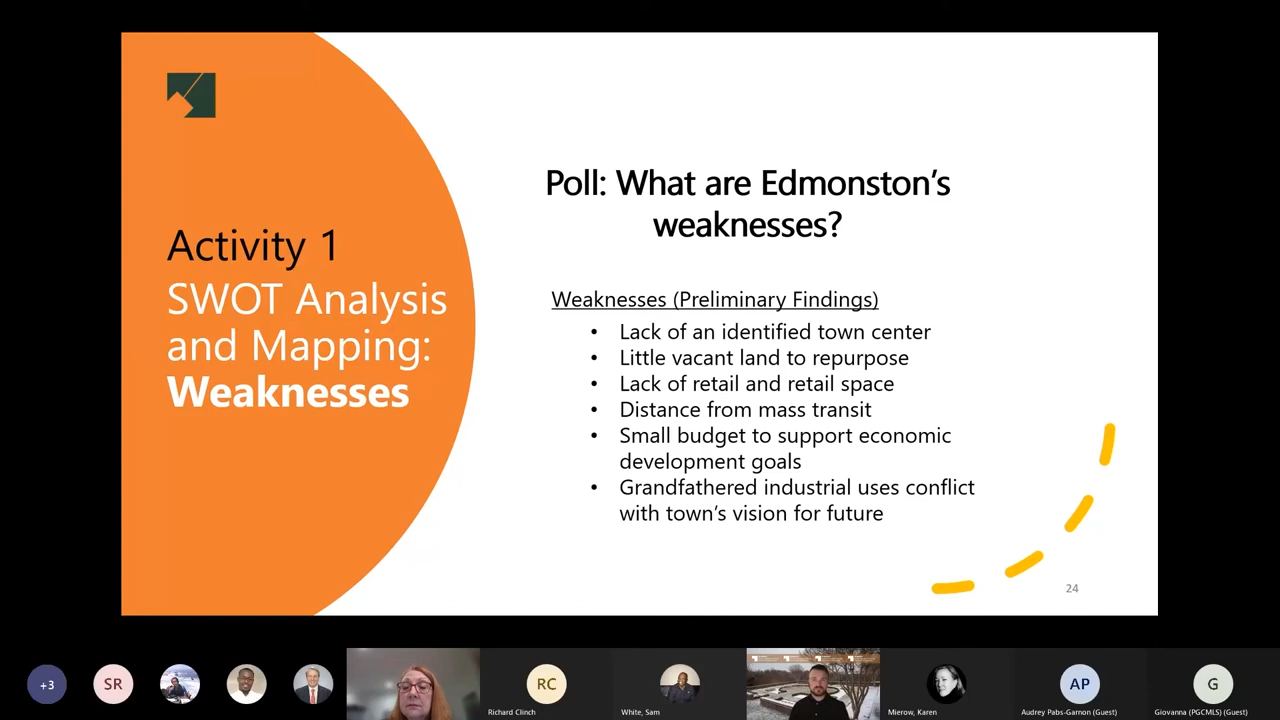 Activity 1
SWOT Analysis
and Mapping:
Weaknesses
Poll: What are Edmonston's
weaknesses?
Weaknesses (Preliminary Findings)
• Lack of an identified town center
• Little vacant land to repurpose
• Lack of retail and retail space
• Distance from mass transit
• Small budget to support economic
development goals
• Grandfathered industrial uses conflict
with town's vision for future
24
+3
SR
RC
Richard Clinch
White, Sam
Mierow, Karen
AP
Audrey Pabs-Garnon (Guest)
G
Giovanna (PGCMLS) (Guest)